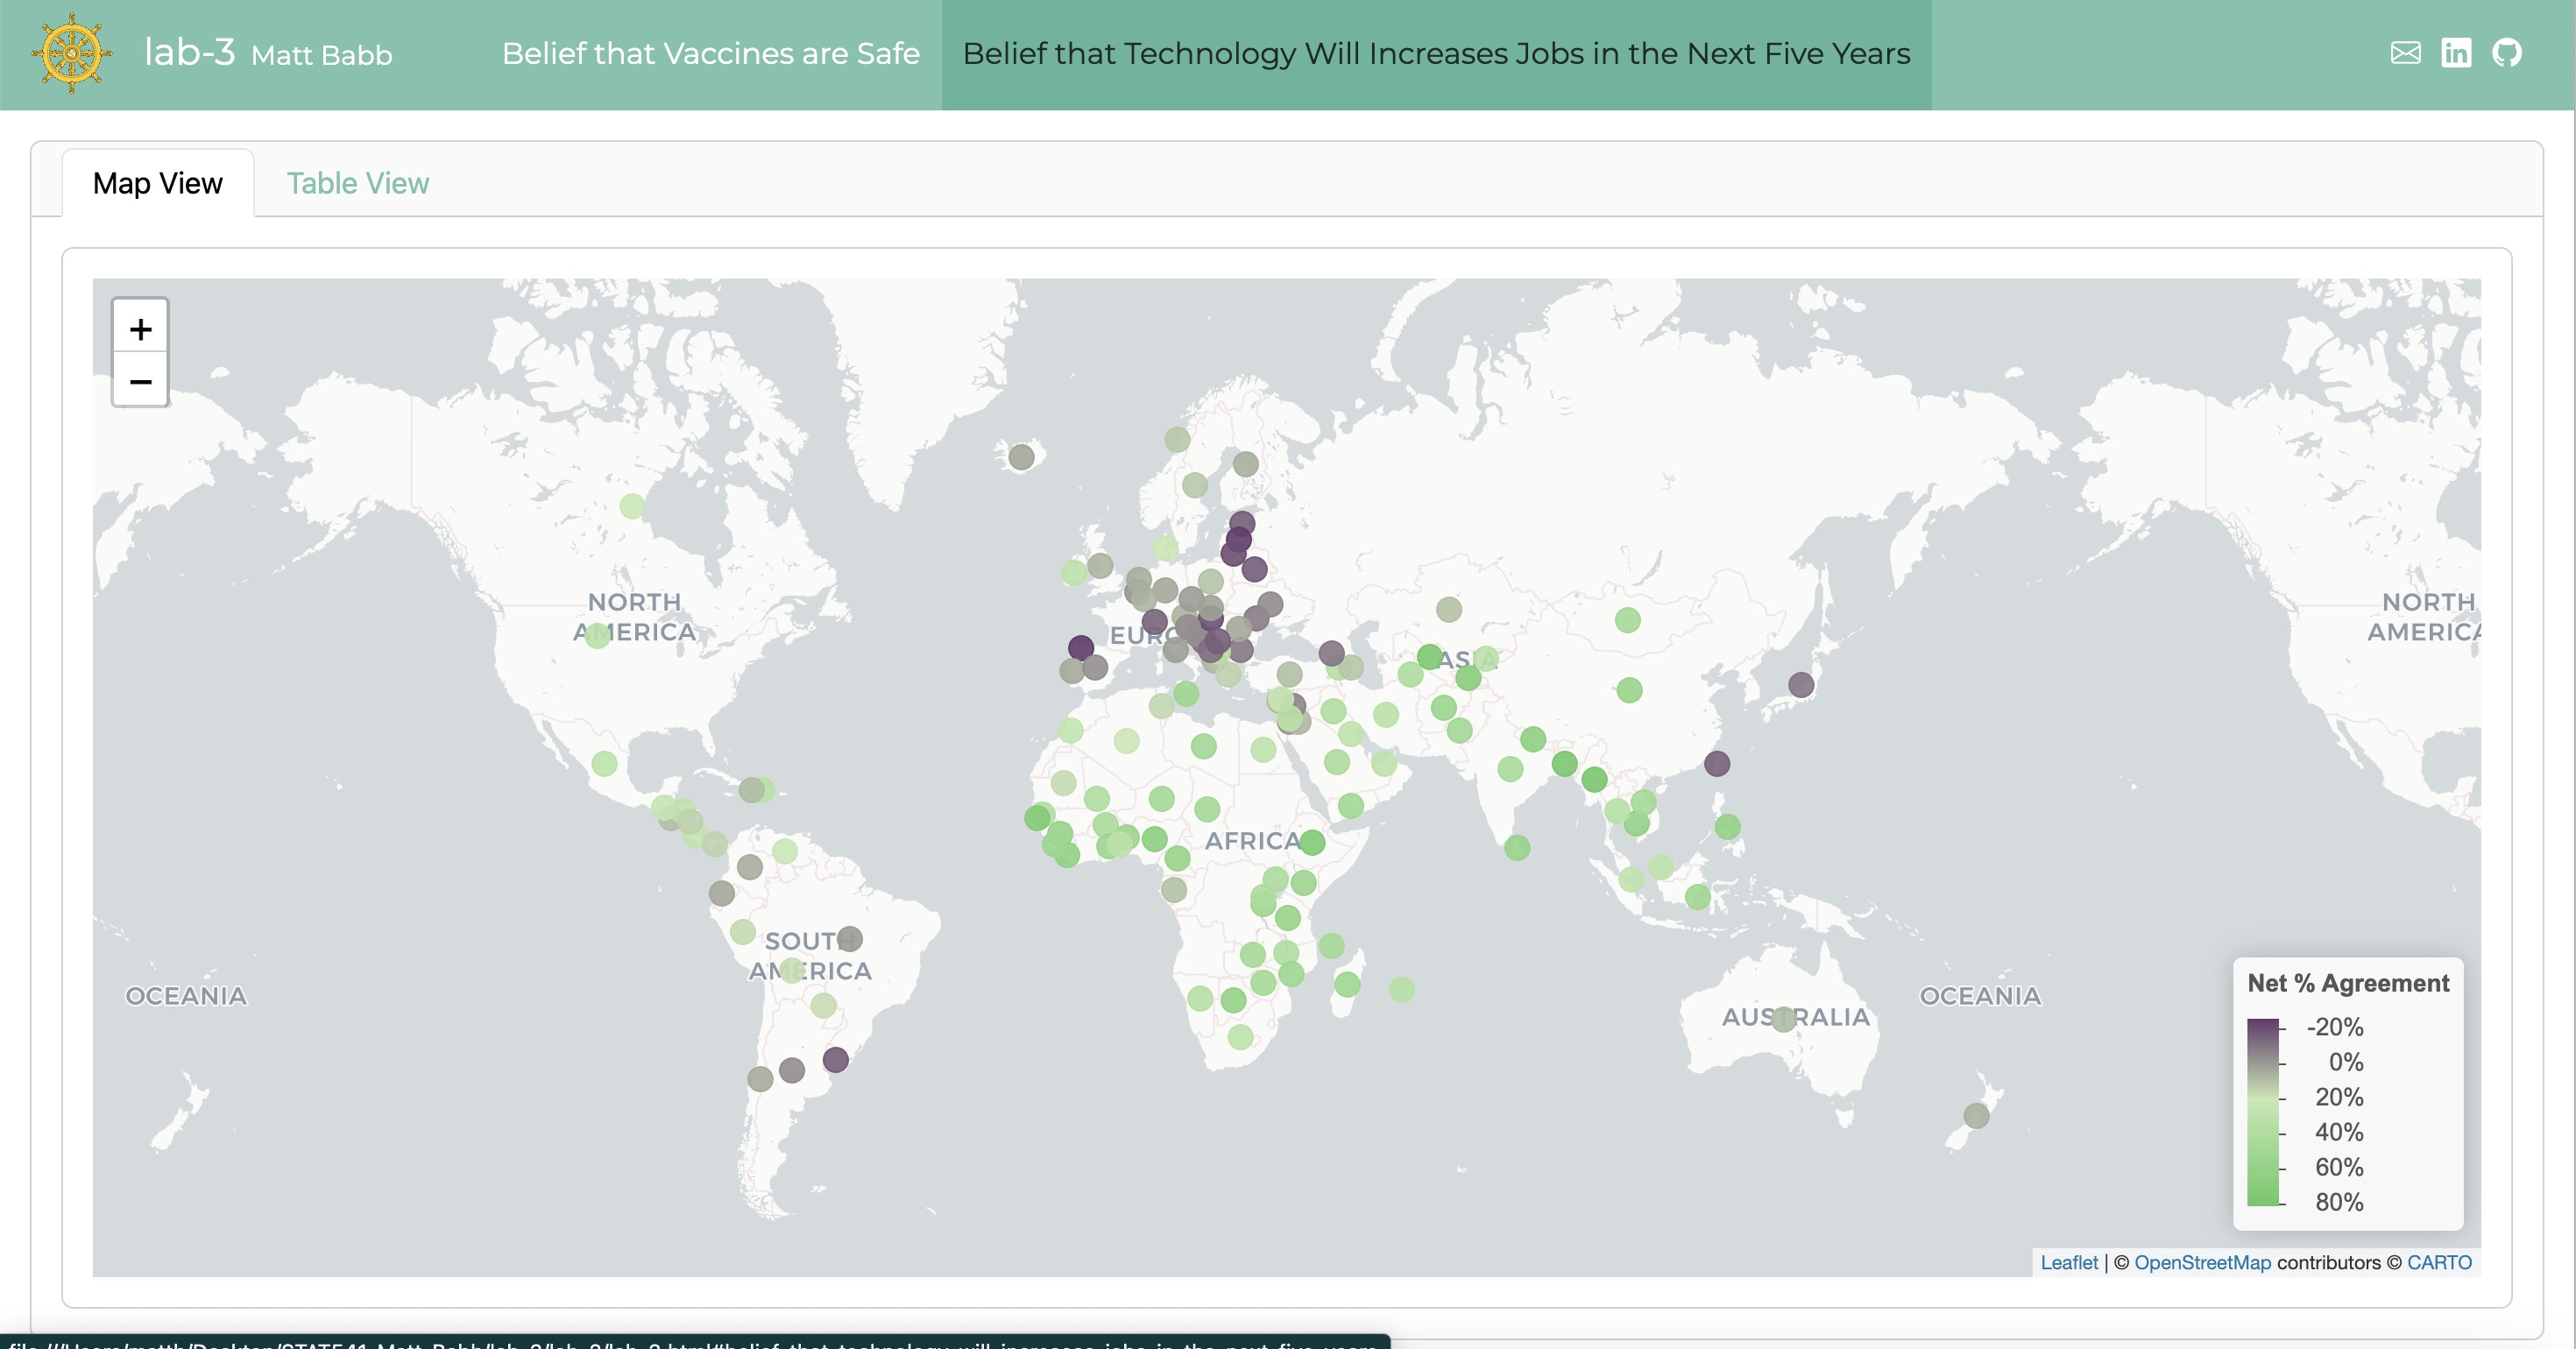 lab-3 Matt Babb
Belief that Vaccines are Safe
Belief that Technology Will Increases Jobs in the Next Five Years
Map View
Table View
+
−
NORTH
AMERICA
EURO
ASIA
NORTH
AMERICA
AFRICA
SOUTH
AMERICA
OCEANIA
OCEANIA
AUSTRALIA
Net % Agreement
-20%
0%
20%
40%
60%
80%
Leaflet | © OpenStreetMap contributors © CARTO